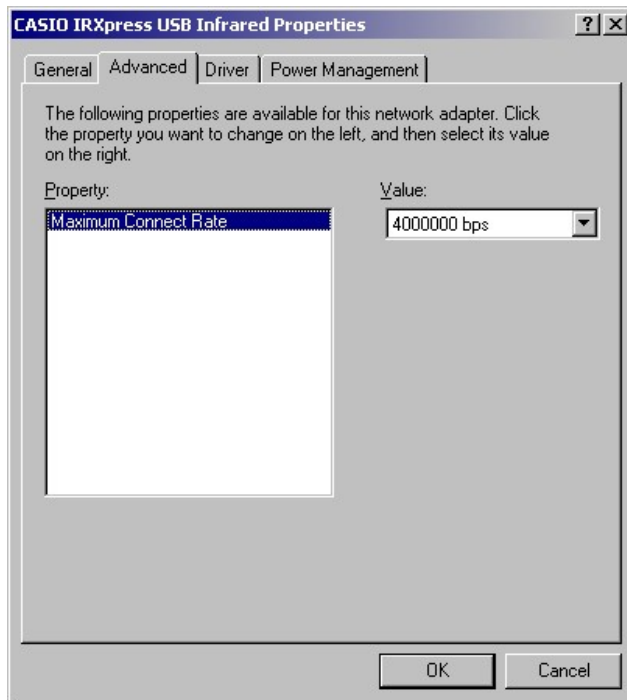 CASIO IRXpress USB Infrared Properties
General Advanced Driver Power Management
The following properties are available for this network adapter. Click
the property you want to change on the left, and then select its value
on the right.
Property: Value:
Maximum Connect Rate 4000000 bps
OK Cancel